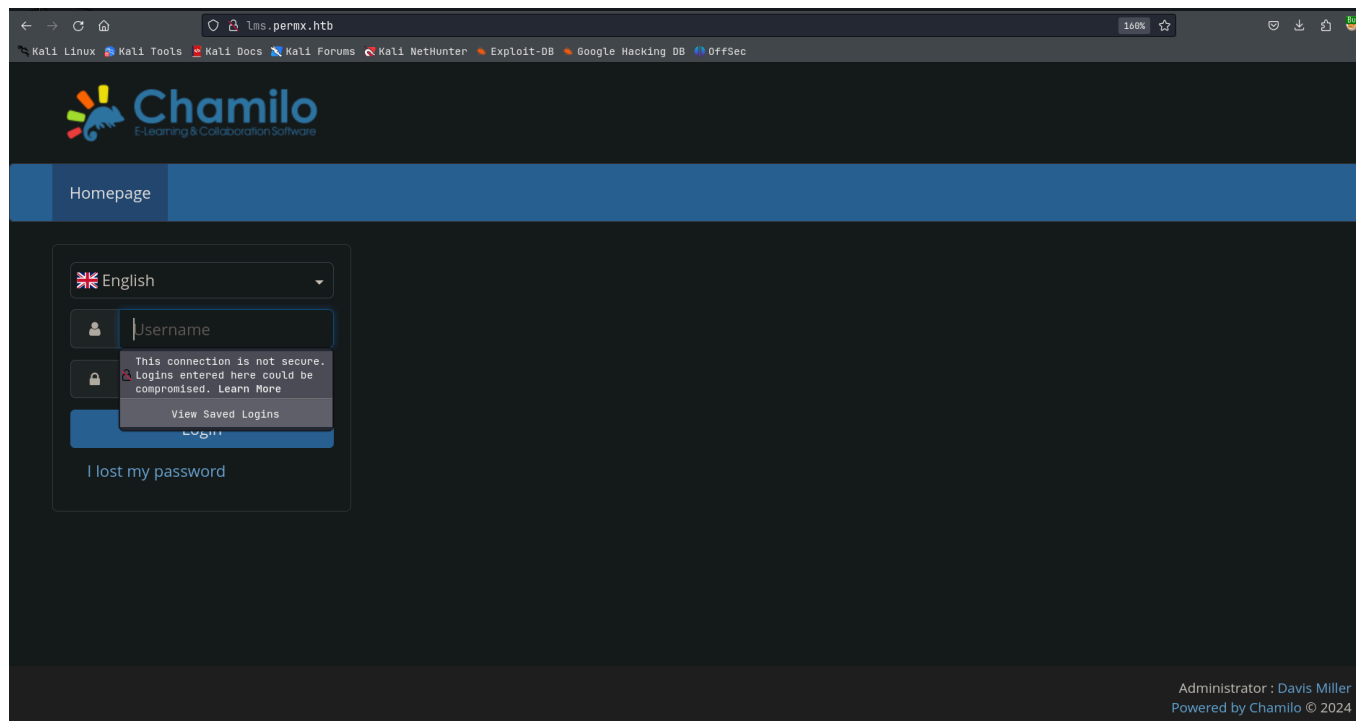 lms.permx.htb
160%
Kali Linux Kali Tools Kali Docs Kali Forums Kali NetHunter Exploit-DB Google Hacking DB OffSec
Chamilo
E-Learning & Collaboration Software
Homepage
English
Username
This connection is not secure.
Logins entered here could be
compromised. Learn More
View Saved Logins
Login
I lost my password
Administrator : Davis Miller
Powered by Chamilo © 2024